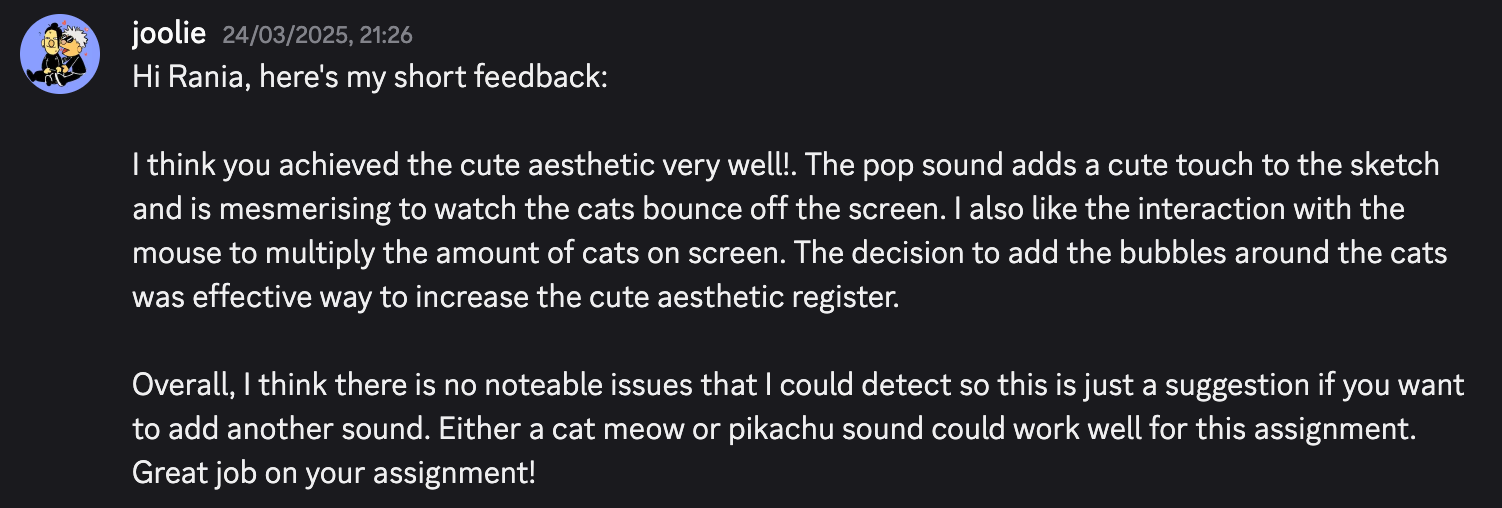 joolie 24/03/2025, 21:26
Hi Rania, here's my short feedback:
I think you achieved the cute aesthetic very well!. The pop sound adds a cute touch to the sketch
and is mesmerising to watch the cats bounce off the screen. I also like the interaction with the
mouse to multiply the amount of cats on screen. The decision to add the bubbles around the cats
was effective way to increase the cute aesthetic register.
Overall, I think there is no noteable issues that I could detect so this is just a suggestion if you want
to add another sound. Either a cat meow or pikachu sound could work well for this assignment.
Great job on your assignment!